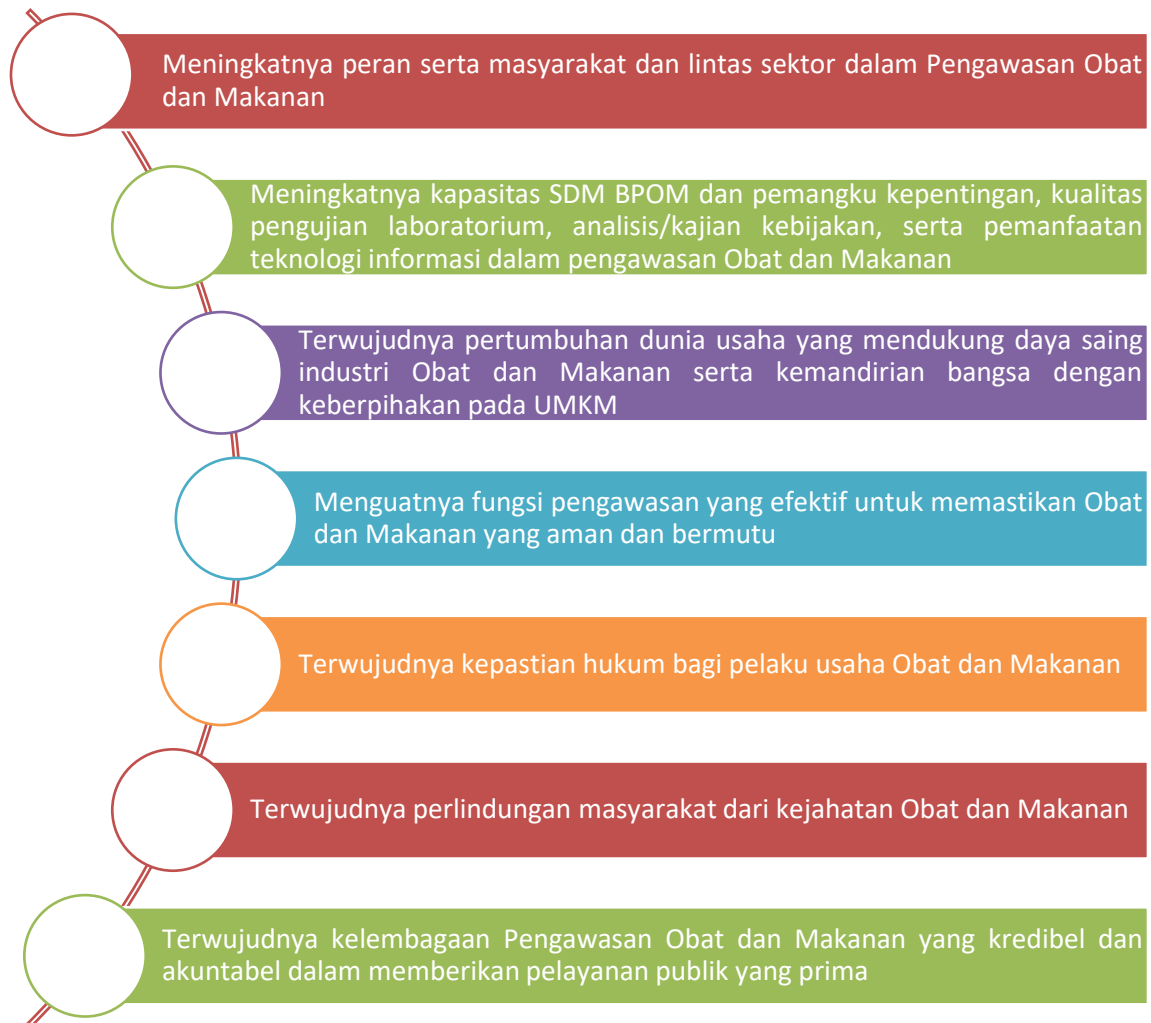 Meningkatnya peran serta masyarakat dan lintas sektor dalam Pengawasan Obat
dan Makanan
Meningkatnya kapasitas SDM BPOM dan pemangku kepentingan, kualitas
pengujian laboratorium, analisis/kajian kebijakan, serta pemanfaatan
teknologi informasi dalam pengawasan Obat dan Makanan
Terwujudnya pertumbuhan dunia usaha yang mendukung daya saing
industri Obat dan Makanan serta kemandirian bangsa dengan
keberpihakan pada UMKM
Menguatnya fungsi pengawasan yang efektif untuk memastikan Obat
dan Makanan yang aman dan bermutu
Terwujudnya kepastian hukum bagi pelaku usaha Obat dan Makanan
Terwujudnya perlindungan masyarakat dari kejahatan Obat dan Makanan
Terwujudnya kelembagaan Pengawasan Obat dan Makanan yang kredibel dan
akuntabel dalam memberikan pelayanan publik yang prima